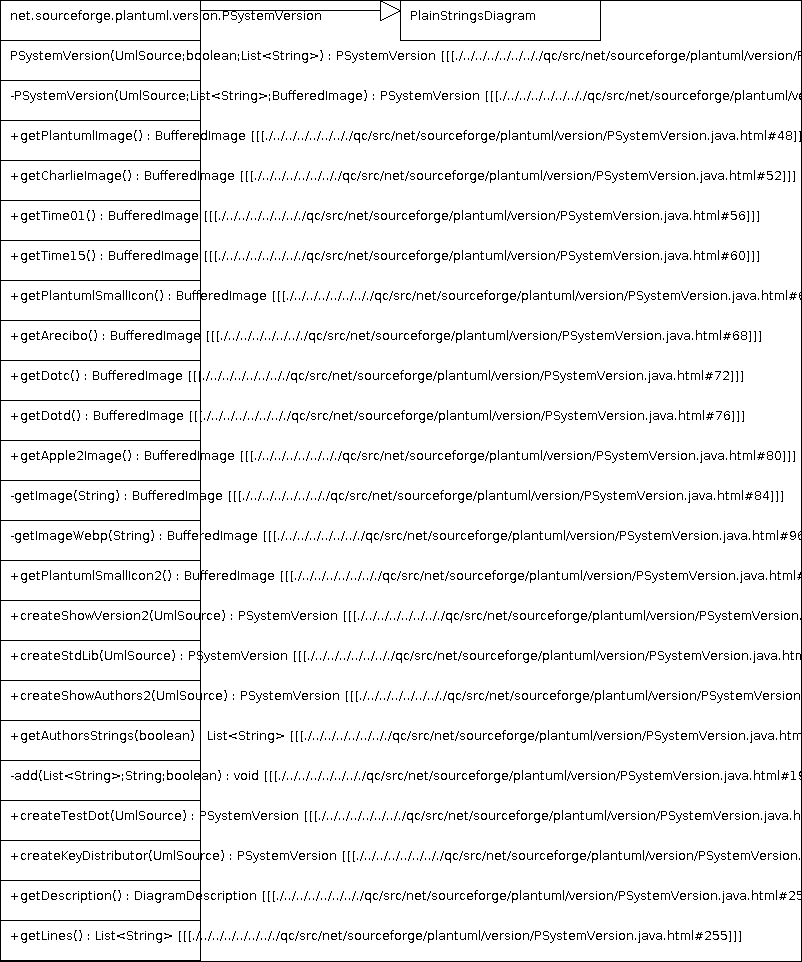 net.sourceforge.plantuml.version.PSystemVersion
PlainStringsDiagram
PSystemVersion(UmlSource;boolean;List<String>) : PSystemVersion [[[./../../../../../../qc/src/net/sourceforge/plantuml/version/
-PSystemVersion(UmlSource;List<String>;BufferedImage) : PSystemVersion [[[./../../../../../../qc/src/net/sourceforge/plantuml/ve
+getPlantumlImage() : BufferedImage [[[./../../../../../../qc/src/net/sourceforge/plantuml/version/PSystemVersion.java.html#48]]
+getCharlieImage() : BufferedImage [[[./../../../../../../qc/src/net/sourceforge/plantuml/version/PSystemVersion.java.html#52]]]
+getTime01() : BufferedImage [[[./../../../../../../qc/src/net/sourceforge/plantuml/version/PSystemVersion.java.html#56]]]
+getTime15() : BufferedImage [[[./../../../../../../qc/src/net/sourceforge/plantuml/version/PSystemVersion.java.html#60]]]
+getPlantumlSmallIcon() : BufferedImage [[[./../../../../../../qc/src/net/sourceforge/plantuml/version/PSystemVersion.java.html#6
+getArecibo() : BufferedImage [[[./../../../../../../qc/src/net/sourceforge/plantuml/version/PSystemVersion.java.html#68]]]
+getDotc() : BufferedImage [[[./../../../../../../qc/src/net/sourceforge/plantuml/version/PSystemVersion.java.html#72]]]
+getDotd() : BufferedImage [[[./../../../../../../qc/src/net/sourceforge/plantuml/version/PSystemVersion.java.html#76]]]
+getApple2Image() : BufferedImage [[[./../../../../../../qc/src/net/sourceforge/plantuml/version/PSystemVersion.java.html#80]]]
-getImage(String) : BufferedImage [[[./../../../../../../qc/src/net/sourceforge/plantuml/version/PSystemVersion.java.html#84]]]
-getImageWebp(String) : BufferedImage [[[./../../../../../../qc/src/net/sourceforge/plantuml/version/PSystemVersion.java.html#96
+getPlantumlSmallIcon2() : BufferedImage [[[./../../../../../../qc/src/net/sourceforge/plantuml/version/PSystemVersion.java.html#
+createShowVersion2(UmlSource) : PSystemVersion [[[./../../../../../../qc/src/net/sourceforge/plantuml/version/PSystemVersion.
+createStdLib(UmlSource) : PSystemVersion [[[./../../../../../../qc/src/net/sourceforge/plantuml/version/PSystemVersion.java.htm
+createShowAuthors2(UmlSource) : PSystemVersion [[[./../../../../../../qc/src/net/sourceforge/plantuml/version/PSystemVersion
+getAuthorsStrings(boolean) : List<String> [[[./../../../../../../qc/src/net/sourceforge/plantuml/version/PSystemVersion.java.htm
-add(List<String>;String;boolean) : void [[[./../../../../../../qc/src/net/sourceforge/plantuml/version/PSystemVersion.java.html#19
+createTestDot(UmlSource) : PSystemVersion [[[./../../../../../../qc/src/net/sourceforge/plantuml/version/PSystemVersion.java.h
+createKeyDistributor(UmlSource) : PSystemVersion [[[./../../../../../../qc/src/net/sourceforge/plantuml/version/PSystemVersion.
+getDescription() : DiagramDescription [[[./../../../../../../qc/src/net/sourceforge/plantuml/version/PSystemVersion.java.html#25
+getLines() : List<String> [[[./../../../../../../qc/src/net/sourceforge/plantuml/version/PSystemVersion.java.html#255]]]